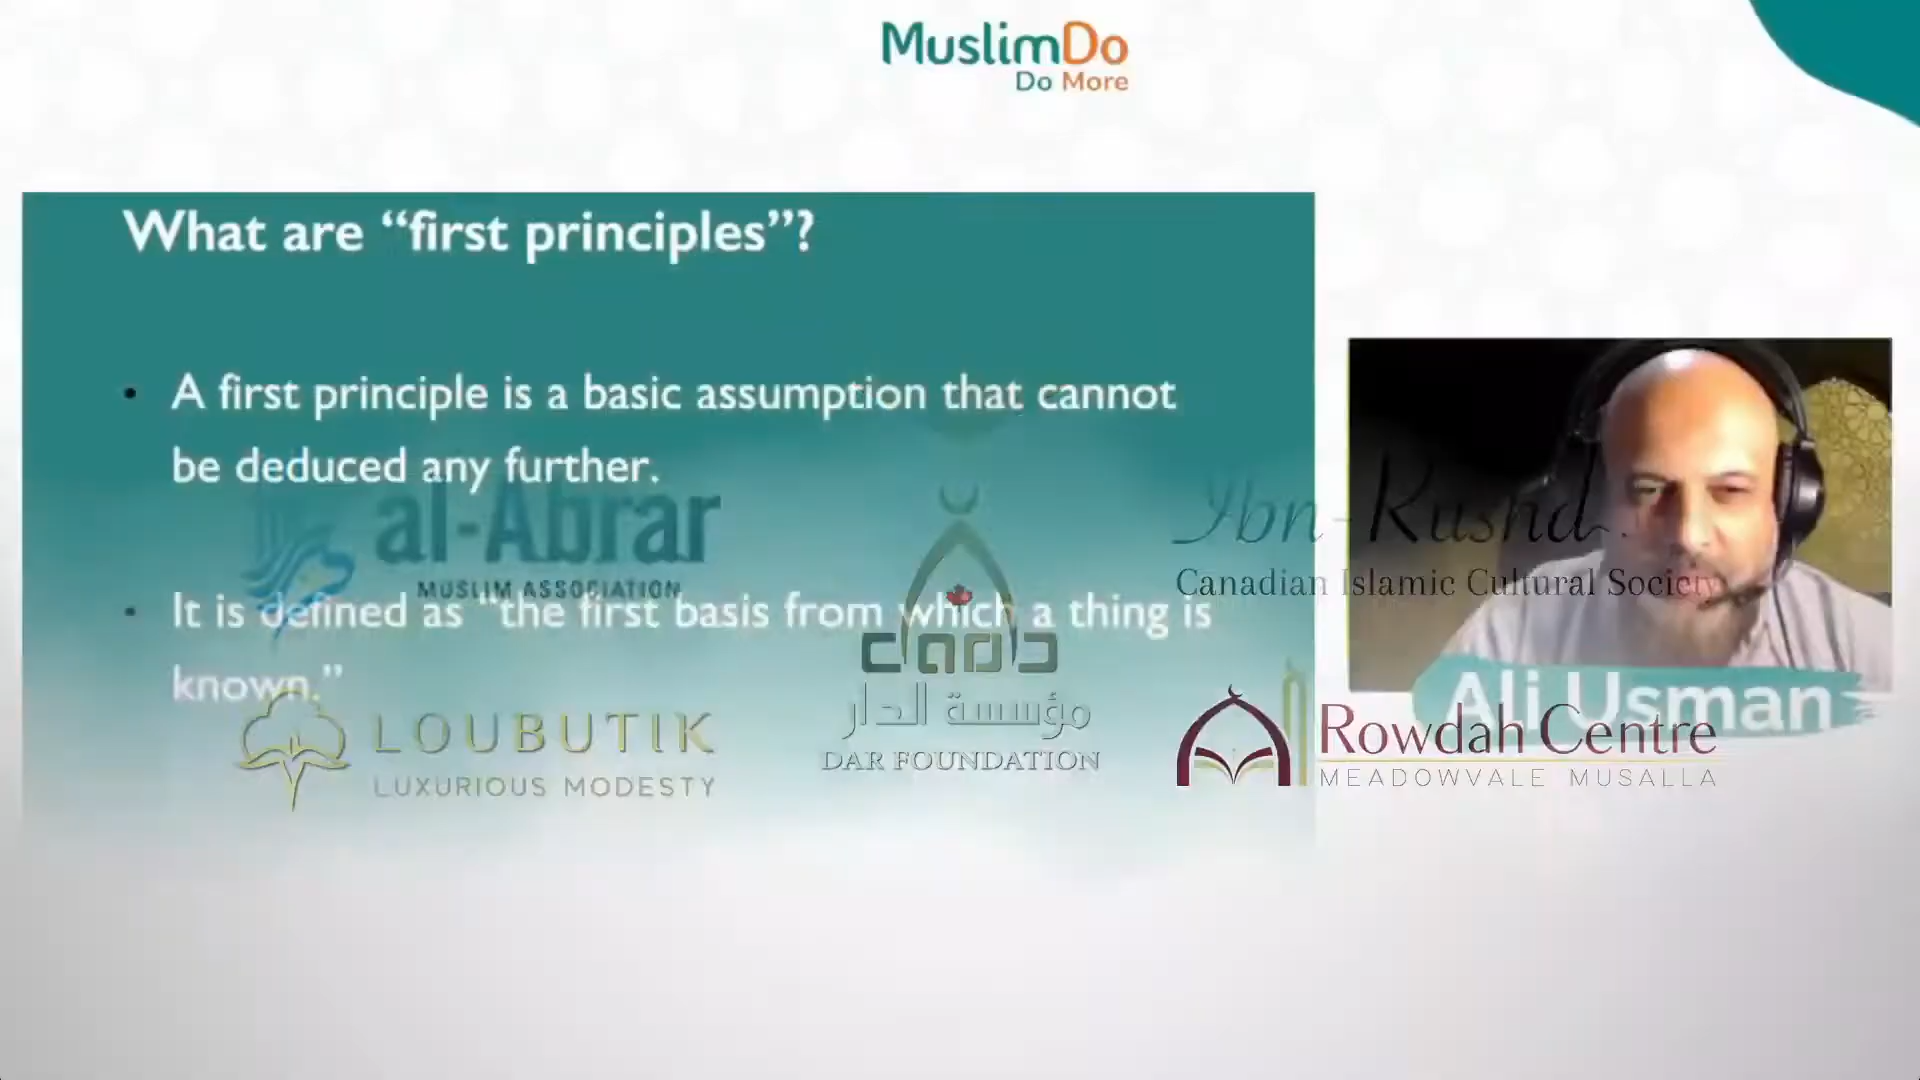 MuslimDo
Do More
What are “first principles”?
• A first principle is a basic assumption that cannot
be deduced any further.
al-Abrar
MUSLIM ASSOCIATION
Ibn-Rushd
Canadian Islamic Cultural Society
• It is defined as “the first basis from which a thing is
known.”
Ali Usman
LOUBUTIK
LUXURIOUS MODESTY
مؤسسة الدار
DAR FOUNDATION
Rowdah Centre
MEADOWVALE MUSALLA